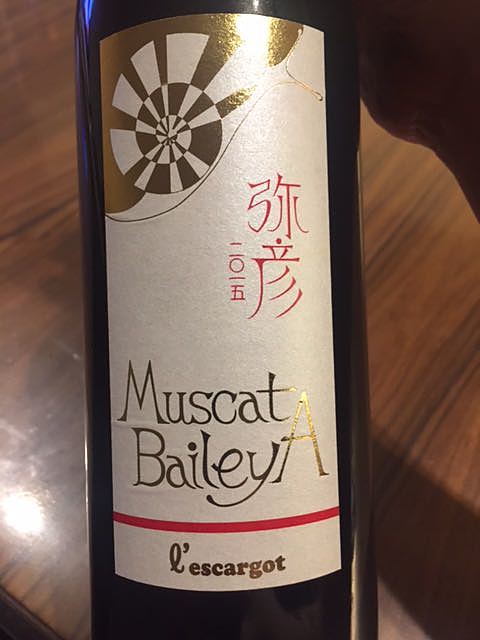 弥彦
二〇一五
Muscat
Bailey A
l'escargot